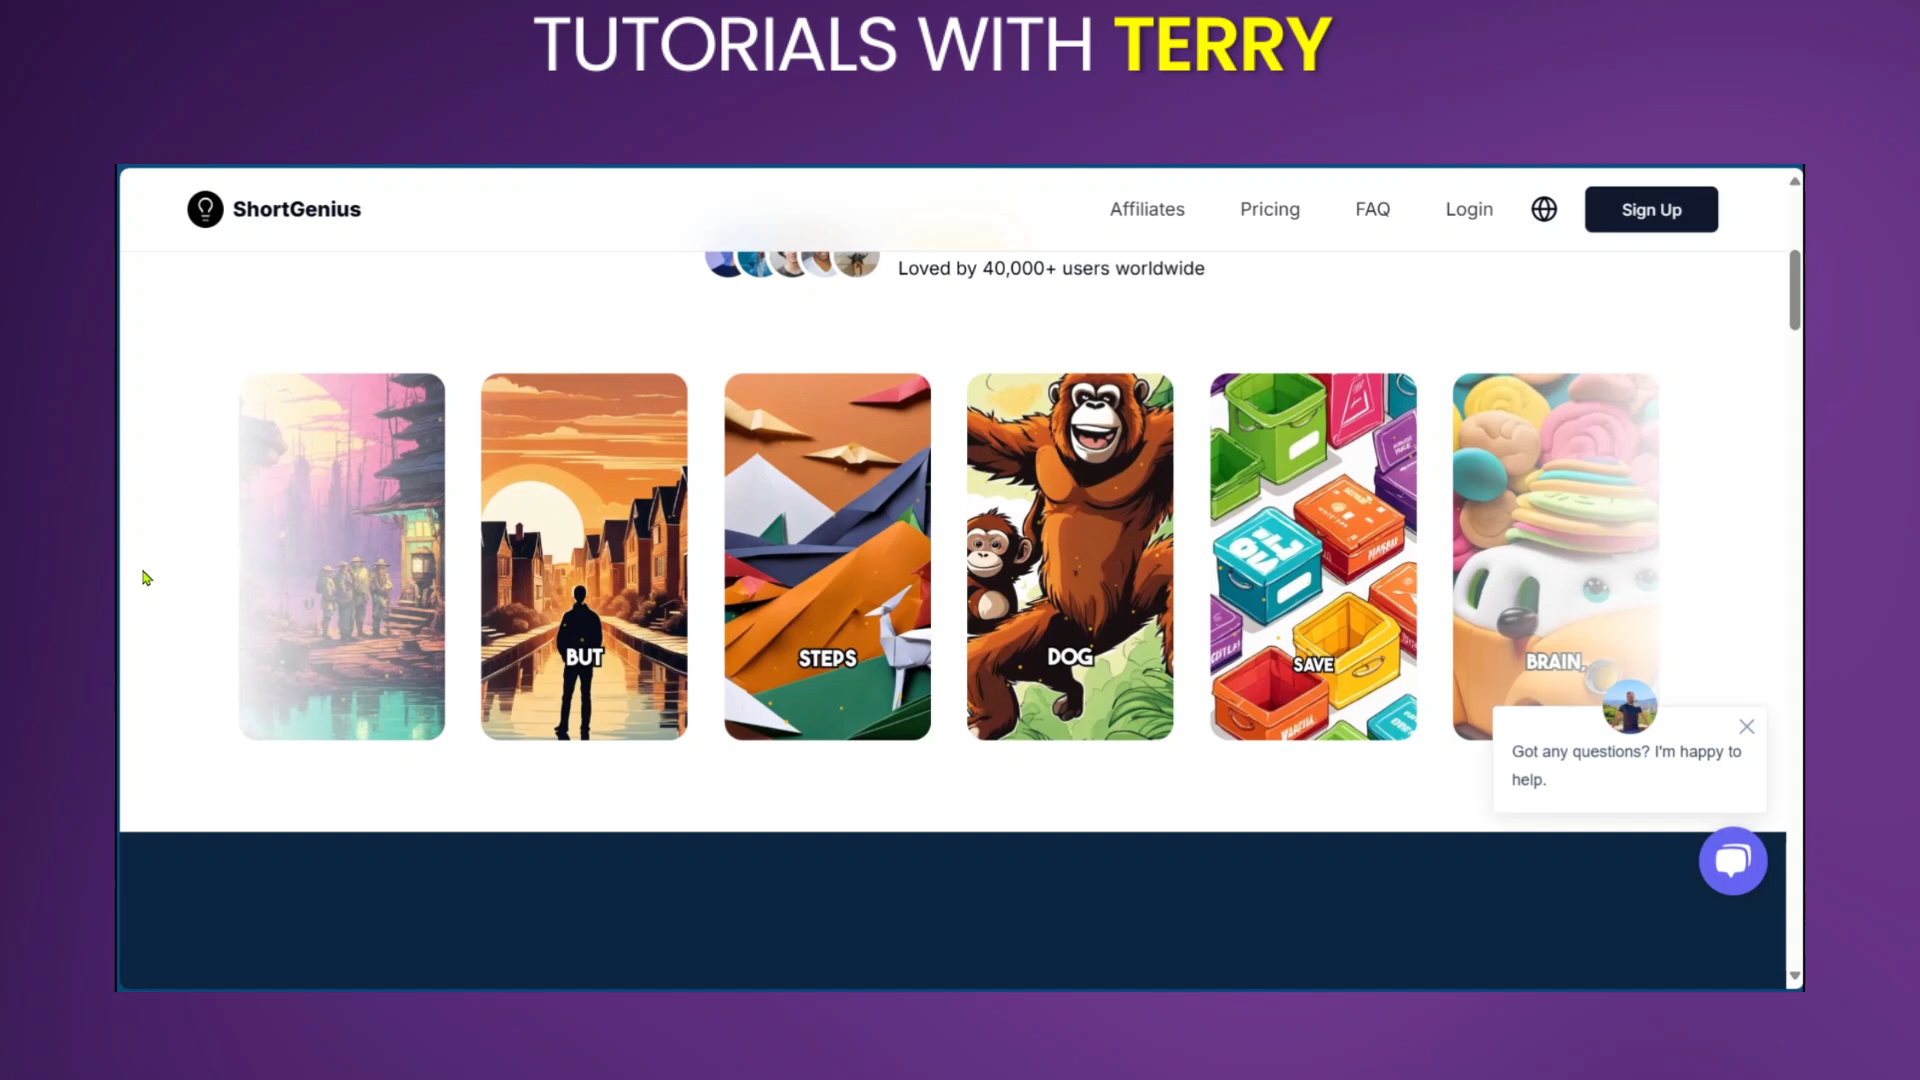 TUTORIALS WITH TERRY
ShortGenius
Affiliates
Pricing
FAQ
Login
Sign Up
Loved by 40,000+ users worldwide
BUT
STEPS
DOG
SAVE
BRAIN,
Got any questions? I'm happy to
help.